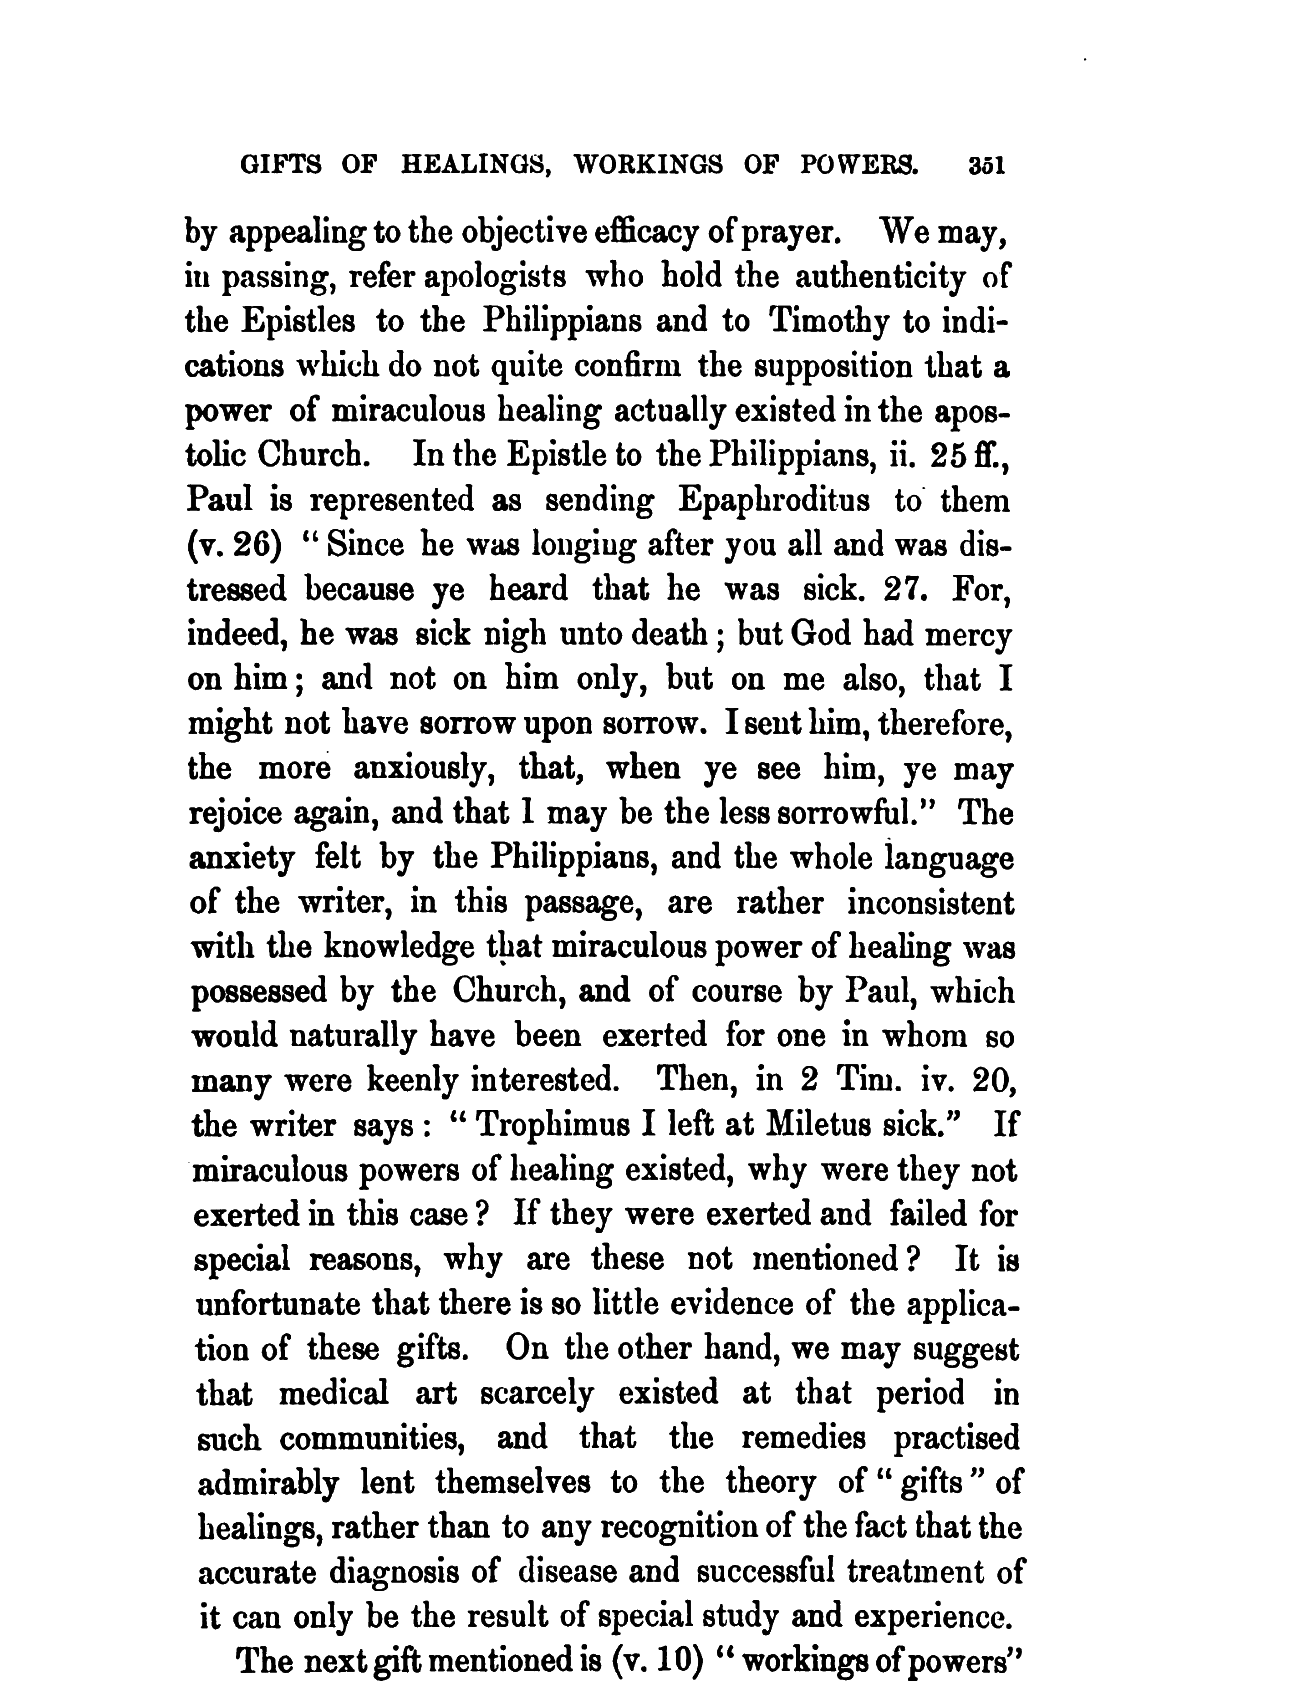 GIFTS OF HEALINGS, WORKINGS OF POWERS. 351
by appealing to the objective efficacy of prayer. We may,
in passing, refer apologists who hold the authenticity of
the Epistles to the Philippians and to Timothy to indi-
cations which do not quite confirm the supposition that a
power of miraculous healing actually existed in the apos-
tolic Church. In the Epistle to the Philippians, ii. 25 ff.,
Paul is represented as sending Epaphroditus to them
(v. 26) “ Since he was longing after you all and was dis-
tressed because ye heard that he was sick. 27. For,
indeed, he was sick nigh unto death ; but God had mercy
on him ; and not on him only, but on me also, that I
might not have sorrow upon sorrow. I sent him, therefore,
the more anxiously, that, when ye see him, ye may
rejoice again, and that I may be the less sorrowful.” The
anxiety felt by the Philippians, and the whole language
of the writer, in this passage, are rather inconsistent
with the knowledge that miraculous power of healing was
possessed by the Church, and of course by Paul, which
would naturally have been exerted for one in whom so
many were keenly interested. Then, in 2 Tim. iv. 20,
the writer says : “ Trophimus I left at Miletus sick.” If
miraculous powers of healing existed, why were they not
exerted in this case ? If they were exerted and failed for
special reasons, why are these not mentioned ? It is
unfortunate that there is so little evidence of the applica-
tion of these gifts. On the other hand, we may suggest
that medical art scarcely existed at that period in
such communities, and that the remedies practised
admirably lent themselves to the theory of “ gifts ” of
healings, rather than to any recognition of the fact that the
accurate diagnosis of disease and successful treatment of
it can only be the result of special study and experience.
The next gift mentioned is (v. 10) “ workings of powers”